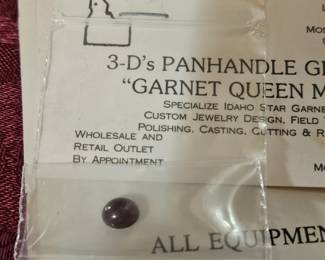 3-D's PANHANDLE GE
"GARNET QUEEN M
SPECIALIZE IDAHO STAR GARNE
CUSTOM JEWELRY DESIGN, FIELD
POLISHING, CASTING, CUTTING & R
WHOLESALE AND
RETAIL OUTLET
BY APPOINTMENT
ALL EQUIPMEN